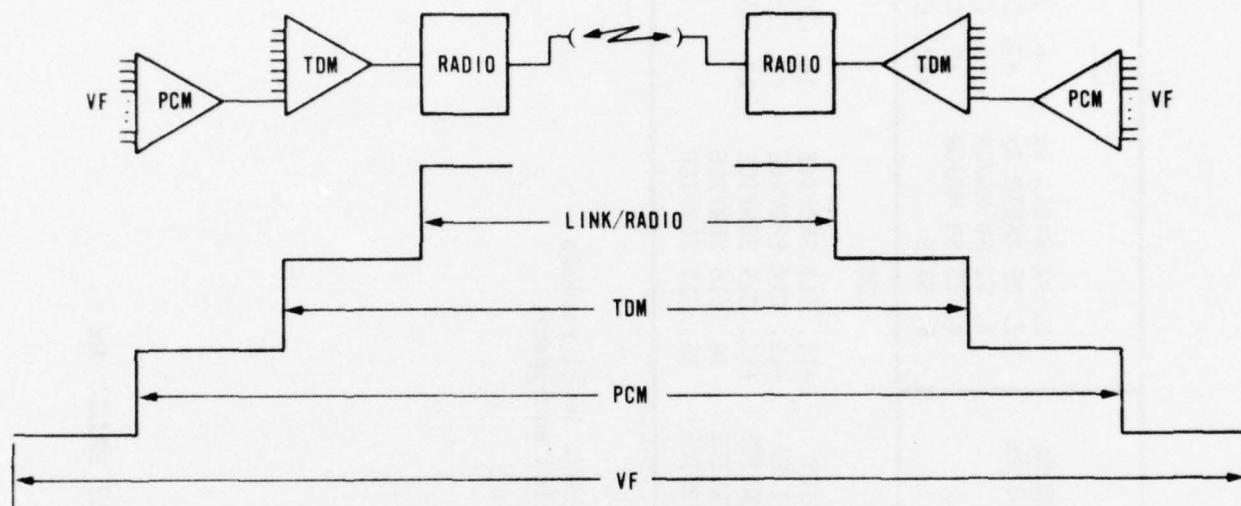 TDM RADIO RADIO TDM
VF PCM PCM VF
LINK/RADIO
TDM
PCM
VF